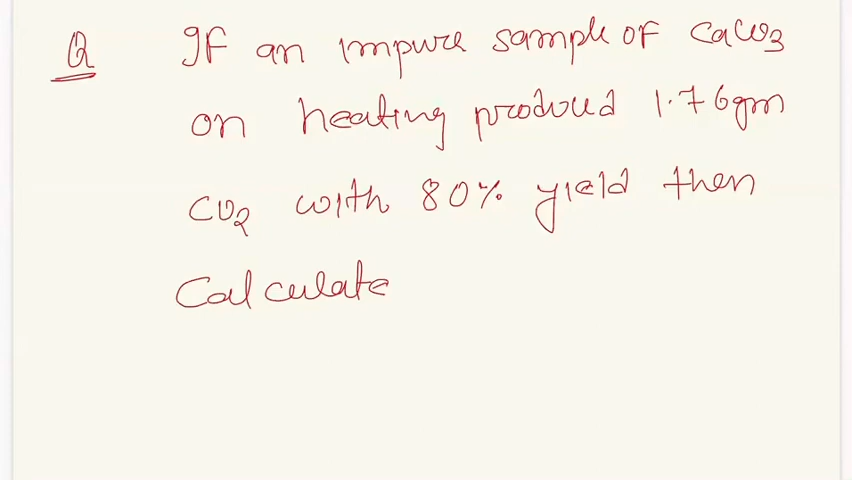 Q If an impure sample of CaCO3
on heating produced 1.76gm
CO2 with 80% yield then
Calculate